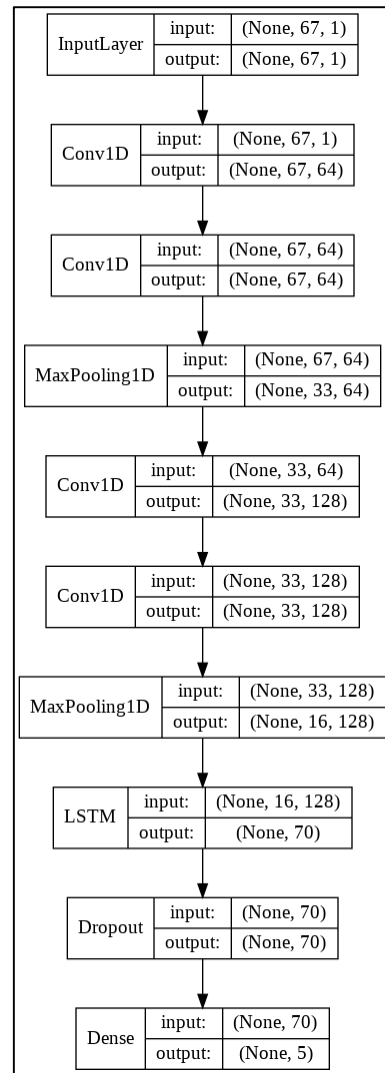 InputLayer input: (None, 67, 1)
output: (None, 67, 1)
Conv1D input: (None, 67, 1)
output: (None, 67, 64)
Conv1D input: (None, 67, 64)
output: (None, 67, 64)
MaxPooling1D input: (None, 67, 64)
output: (None, 33, 64)
Conv1D input: (None, 33, 64)
output: (None, 33, 128)
Conv1D input: (None, 33, 128)
output: (None, 33, 128)
MaxPooling1D input: (None, 33, 128)
output: (None, 16, 128)
LSTM input: (None, 16, 128)
output: (None, 70)
Dropout input: (None, 70)
output: (None, 70)
Dense input: (None, 70)
output: (None, 5)